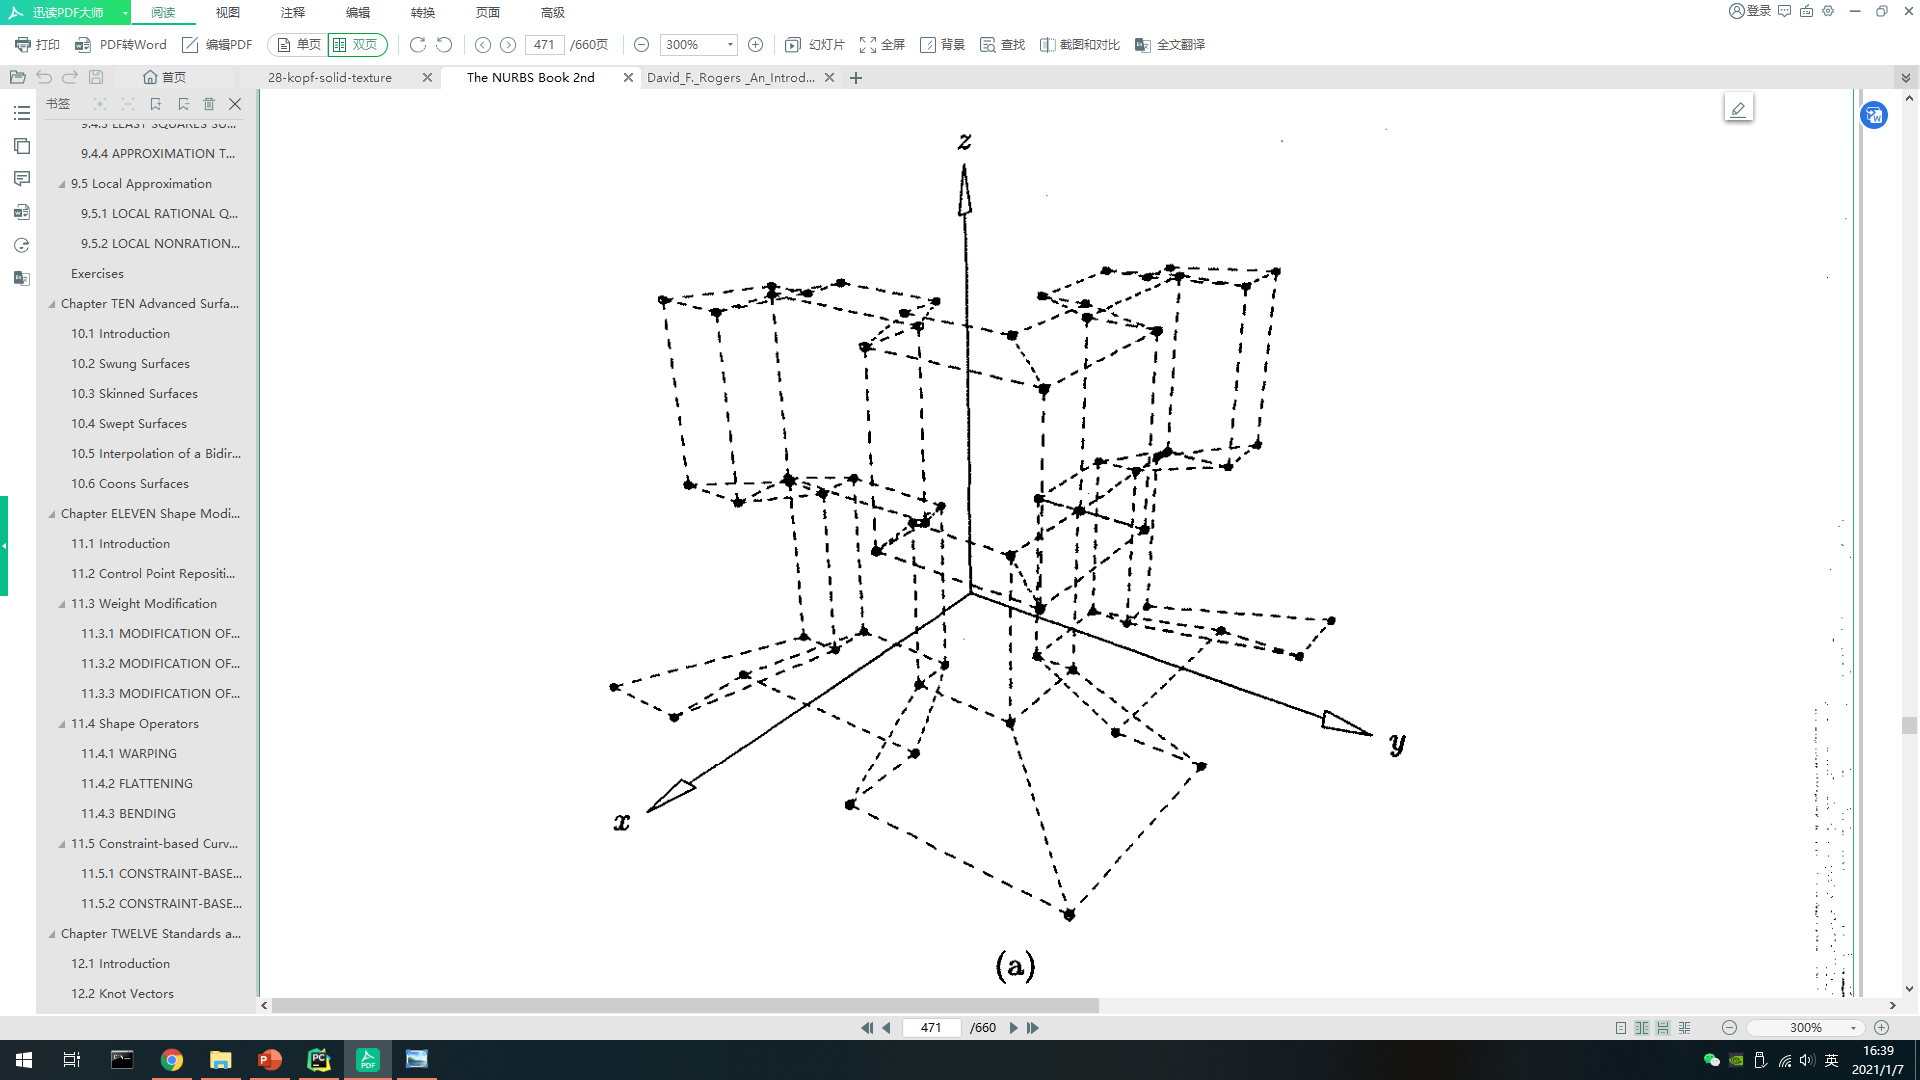 迅读PDF大师 阅读 视图 注释 编辑 转换 页面 高级 登录
打印 PDF转Word 编辑PDF 单页 双页 471 /660页 300% 幻灯片 全屏 背景 查找 截图和对比 全文翻译
首页 28-kopf-solid-texture The NURBS Book 2nd David_F._Rogers _An_Introd...
书签
9.4.3 LEAST SQUARES SU...
9.4.4 APPROXIMATION T...
9.5 Local Approximation
9.5.1 LOCAL RATIONAL Q...
9.5.2 LOCAL NONRATION...
Exercises
Chapter TEN Advanced Surfa...
10.1 Introduction
10.2 Swung Surfaces
10.3 Skinned Surfaces
10.4 Swept Surfaces
10.5 Interpolation of a Bidir...
10.6 Coons Surfaces
Chapter ELEVEN Shape Modi...
11.1 Introduction
11.2 Control Point Repositi...
11.3 Weight Modification
11.3.1 MODIFICATION OF...
11.3.2 MODIFICATION OF...
11.3.3 MODIFICATION OF...
11.4 Shape Operators
11.4.1 WARPING
11.4.2 FLATTENING
11.4.3 BENDING
11.5 Constraint-based Curv...
11.5.1 CONSTRAINT-BASE...
11.5.2 CONSTRAINT-BASE...
Chapter TWELVE Standards a...
12.1 Introduction
12.2 Knot Vectors
z
y
x
(a)
471 /660 300%
英 16:39
2021/1/7